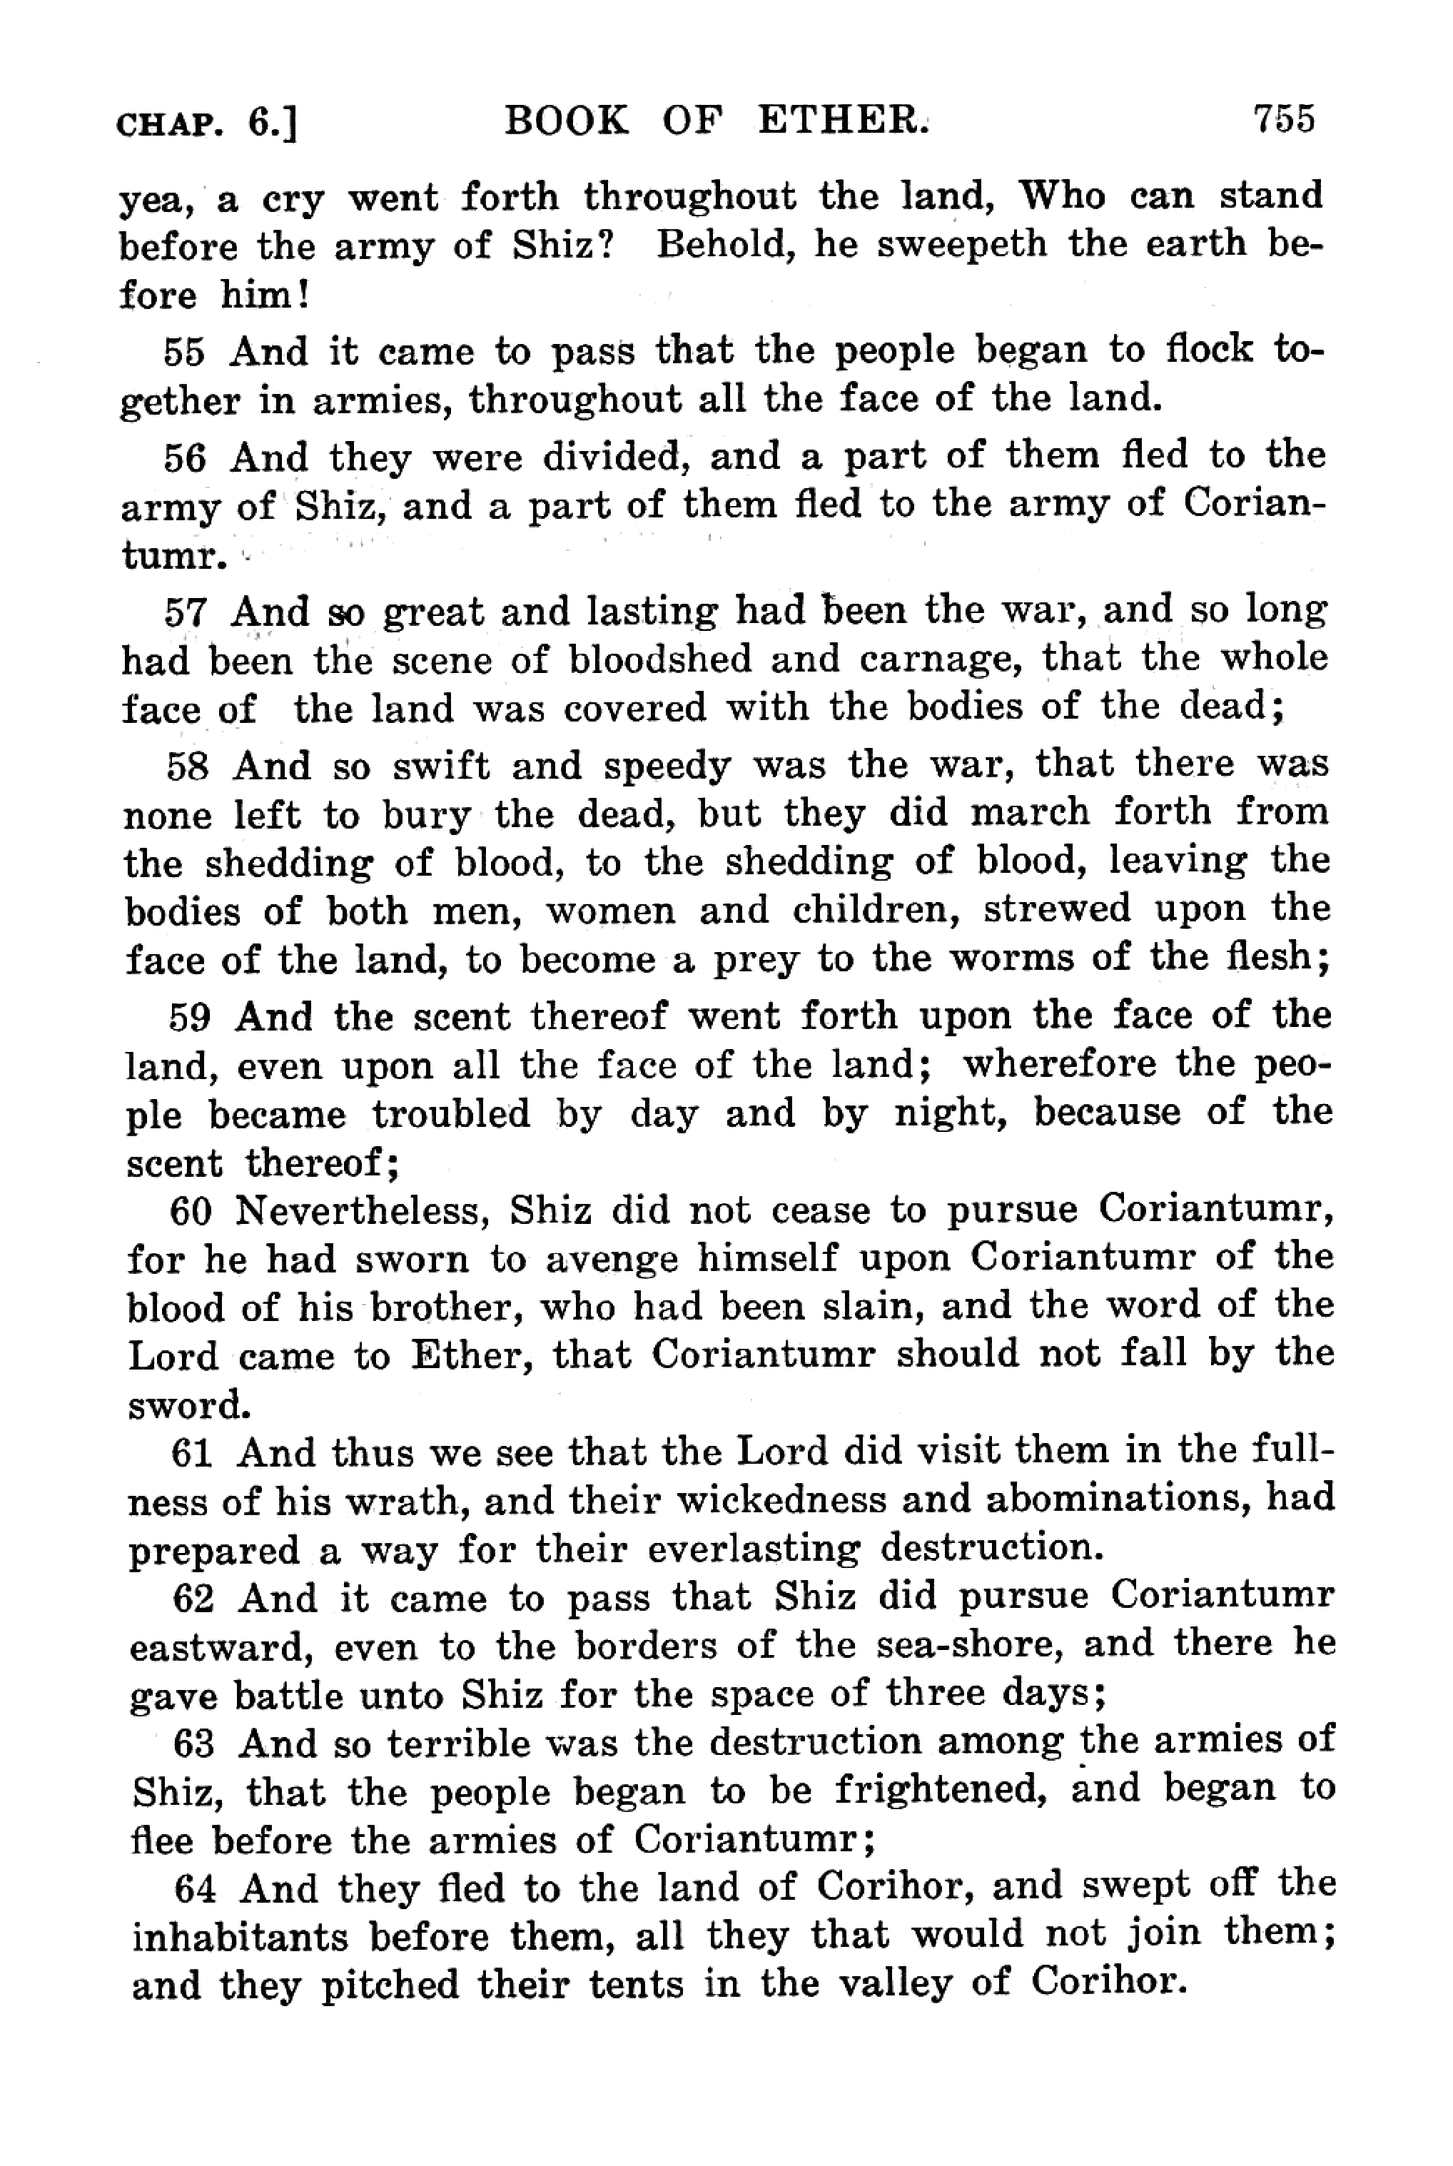 CHAP. 6.] BOOK OF ETHER. 755
yea, a cry went forth throughout the land, Who can stand
before the army of Shiz? Behold, he sweepeth the earth be-
fore him!
55 And it came to pass that the people began to flock to-
gether in armies, throughout all the face of the land.
56 And they were divided, and a part of them fled to the
army of Shiz, and a part of them fled to the army of Corian-
tumr.
57 And so great and lasting had been the war, and so long
had been the scene of bloodshed and carnage, that the whole
face of the land was covered with the bodies of the dead;
58 And so swift and speedy was the war, that there was
none left to bury the dead, but they did march forth from
the shedding of blood, to the shedding of blood, leaving the
bodies of both men, women and children, strewed upon the
face of the land, to become a prey to the worms of the flesh;
59 And the scent thereof went forth upon the face of the
land, even upon all the face of the land; wherefore the peo-
ple became troubled by day and by night, because of the
scent thereof;
60 Nevertheless, Shiz did not cease to pursue Coriantumr,
for he had sworn to avenge himself upon Coriantumr of the
blood of his brother, who had been slain, and the word of the
Lord came to Ether, that Coriantumr should not fall by the
sword.
61 And thus we see that the Lord did visit them in the full-
ness of his wrath, and their wickedness and abominations, had
prepared a way for their everlasting destruction.
62 And it came to pass that Shiz did pursue Coriantumr
eastward, even to the borders of the sea-shore, and there he
gave battle unto Shiz for the space of three days;
63 And so terrible was the destruction among the armies of
Shiz, that the people began to be frightened, and began to
flee before the armies of Coriantumr;
64 And they fled to the land of Corihor, and swept off the
inhabitants before them, all they that would not join them;
and they pitched their tents in the valley of Corihor.